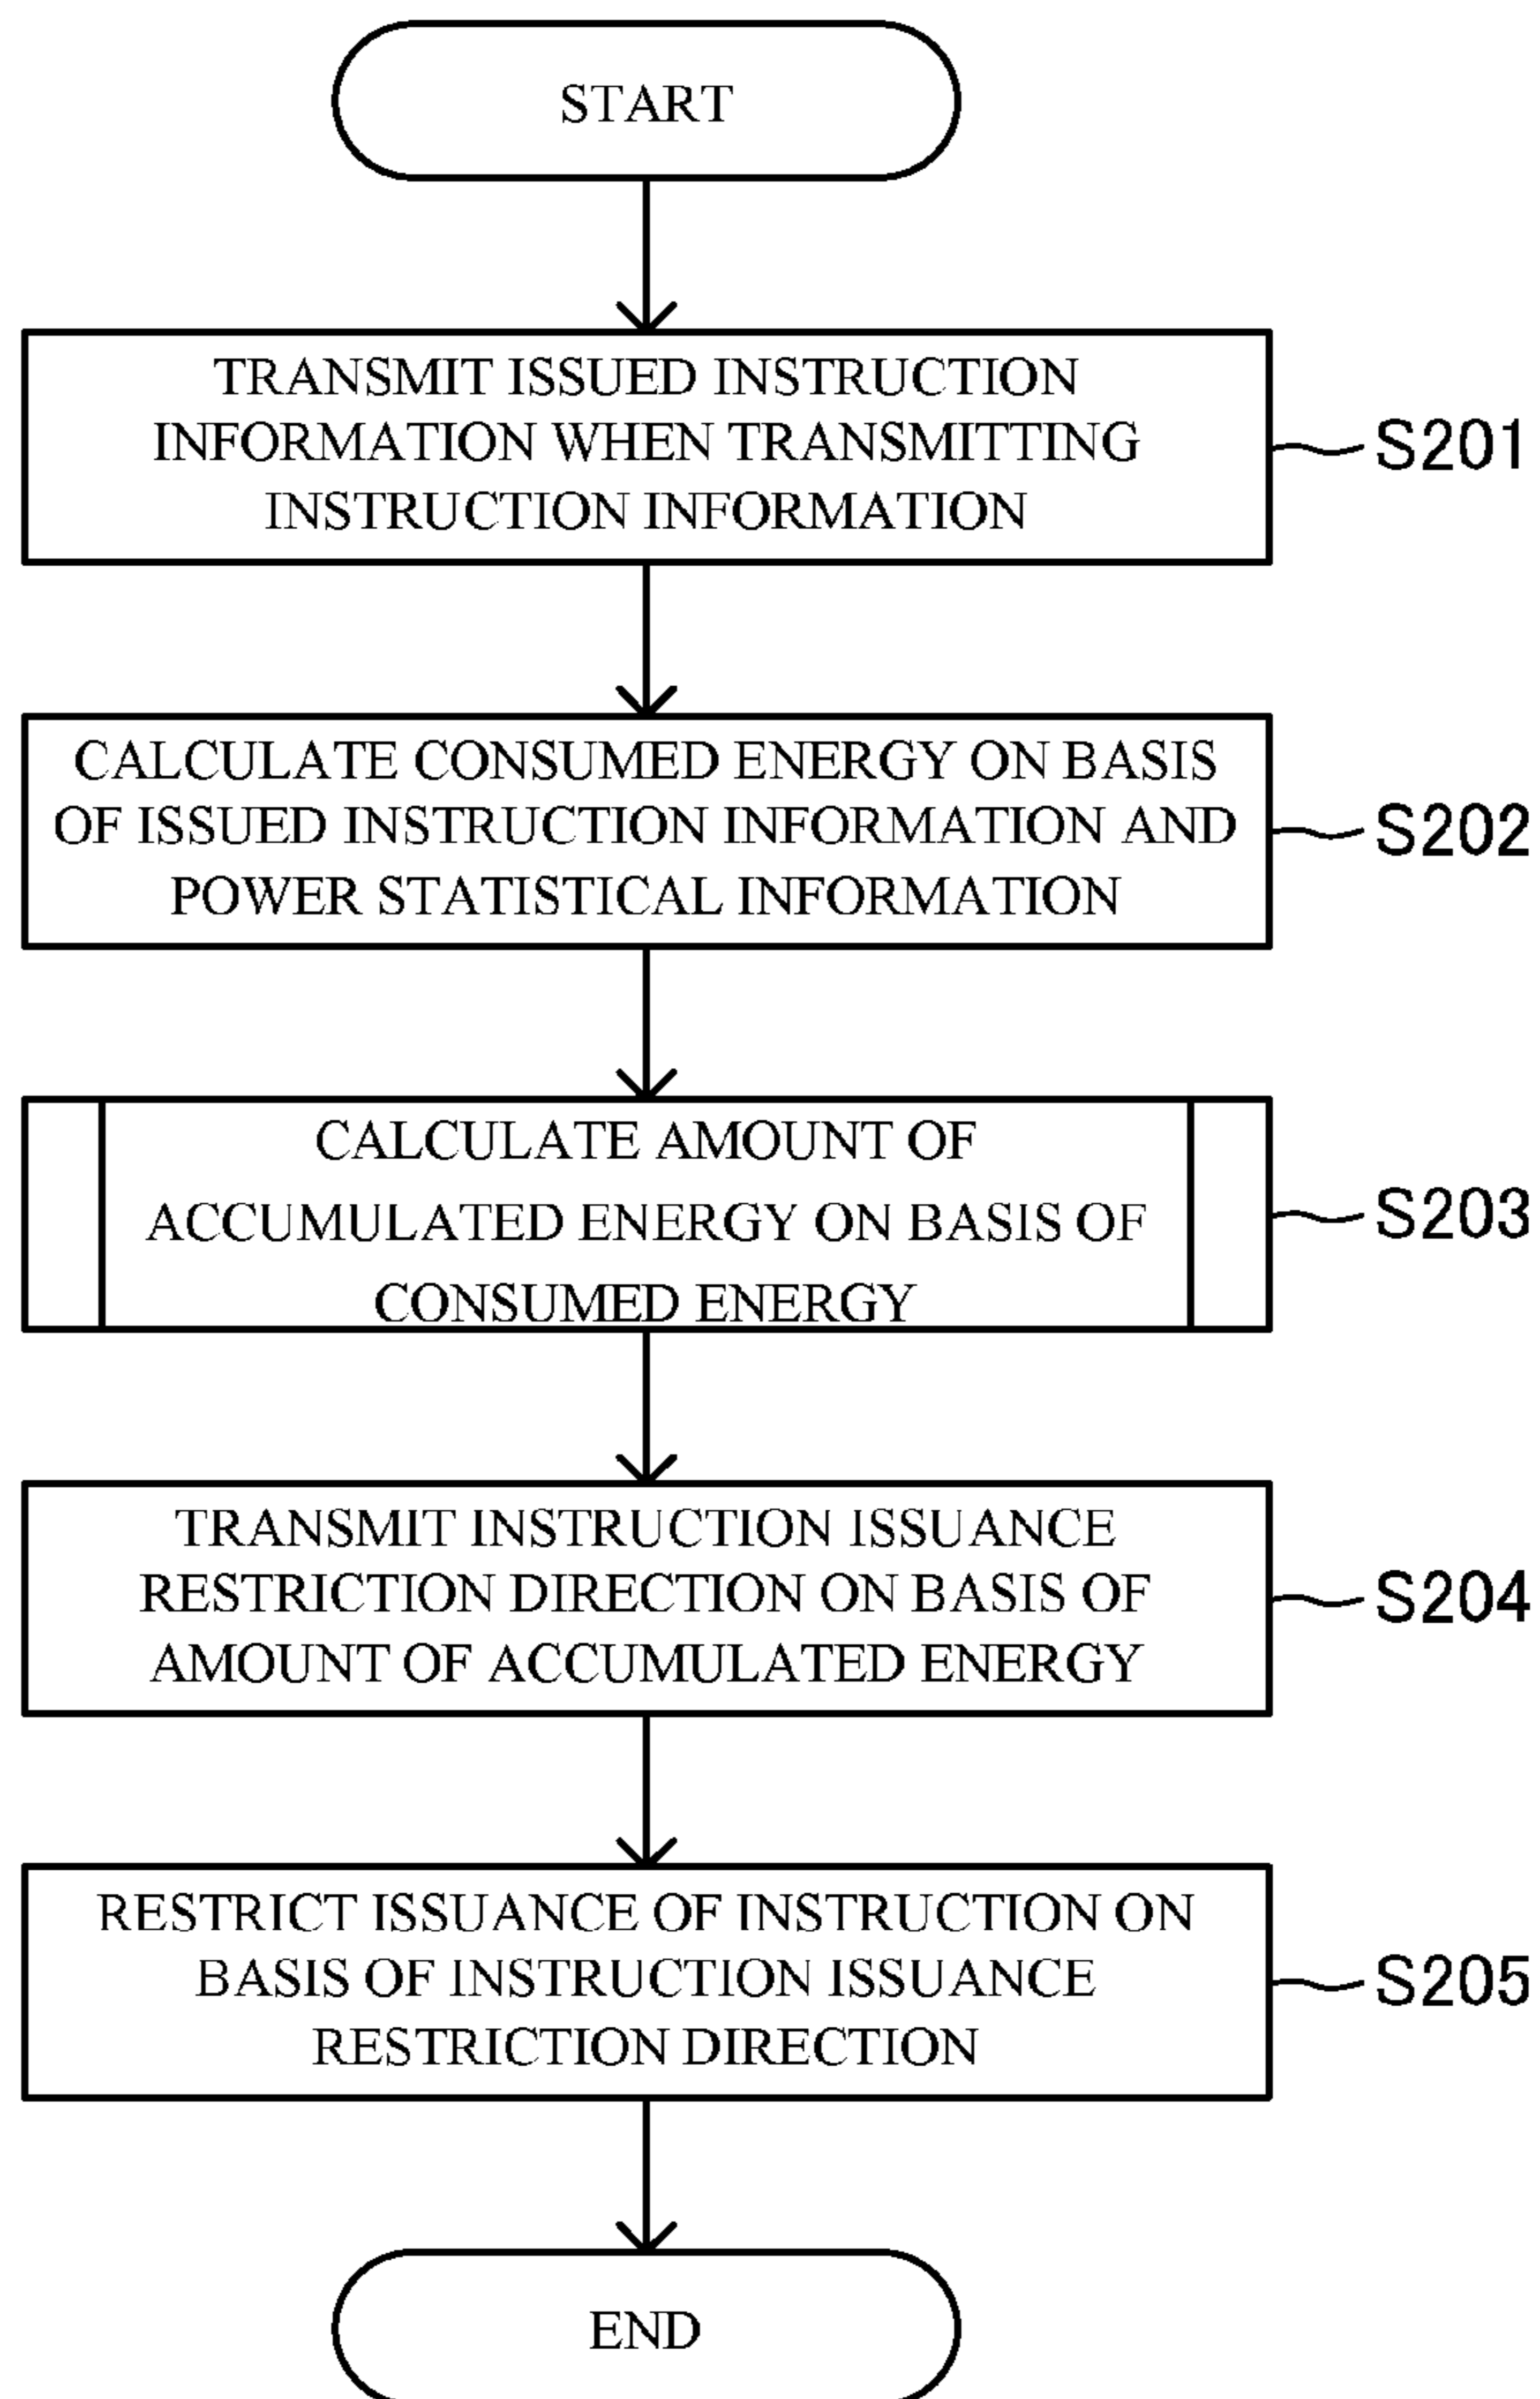 START
TRANSMIT ISSUED INSTRUCTION
INFORMATION WHEN TRANSMITTING
INSTRUCTION INFORMATION
S201
CALCULATE CONSUMED ENERGY ON BASIS
OF ISSUED INSTRUCTION INFORMATION AND
POWER STATISTICAL INFORMATION
S202
CALCULATE AMOUNT OF
ACCUMULATED ENERGY ON BASIS OF
CONSUMED ENERGY
S203
TRANSMIT INSTRUCTION ISSUANCE
RESTRICTION DIRECTION ON BASIS OF
AMOUNT OF ACCUMULATED ENERGY
S204
RESTRICT ISSUANCE OF INSTRUCTION ON
BASIS OF INSTRUCTION ISSUANCE
RESTRICTION DIRECTION
S205
END